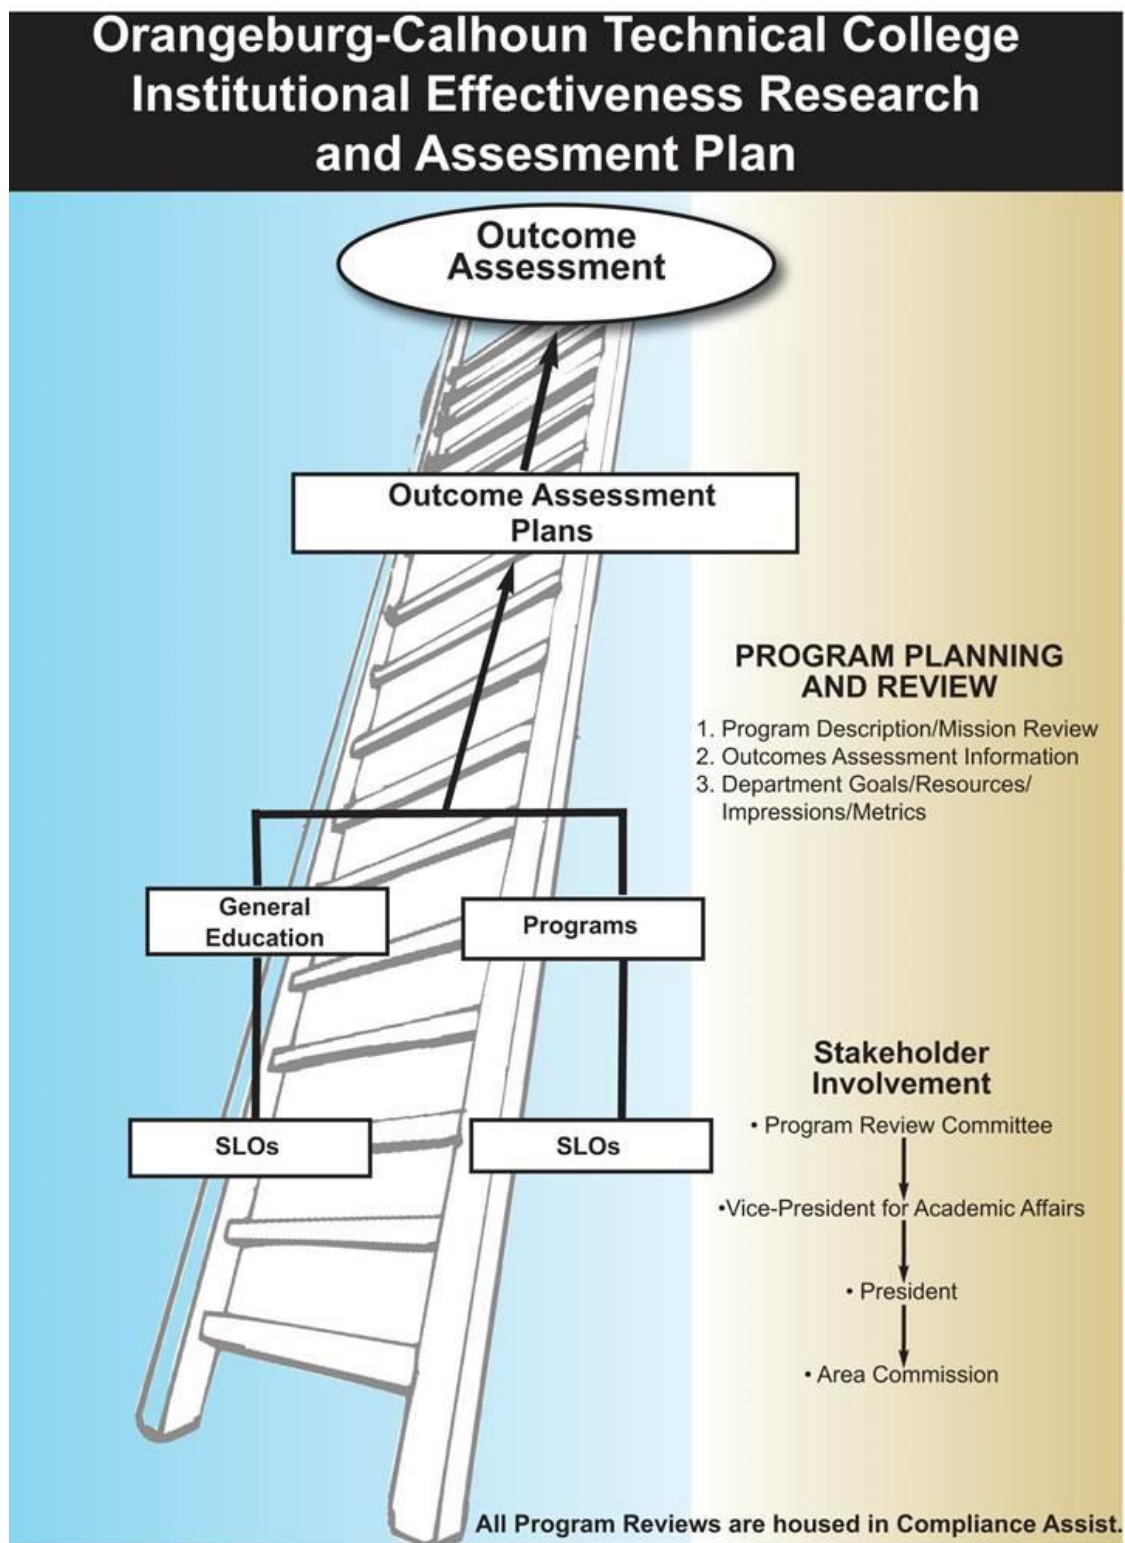 Orangeburg-Calhoun Technical College
Institutional Effectiveness Research
and Assesment Plan
Outcome
Assessment
Outcome Assessment
Plans
PROGRAM PLANNING
AND REVIEW
1. Program Description/Mission Review
2. Outcomes Assessment Information
3. Department Goals/Resources/
Impressions/Metrics
General
Education
Programs
SLOs
SLOs
Stakeholder
Involvement
• Program Review Committee
•Vice-President for Academic Affairs
• President
• Area Commission
All Program Reviews are housed in Compliance Assist.